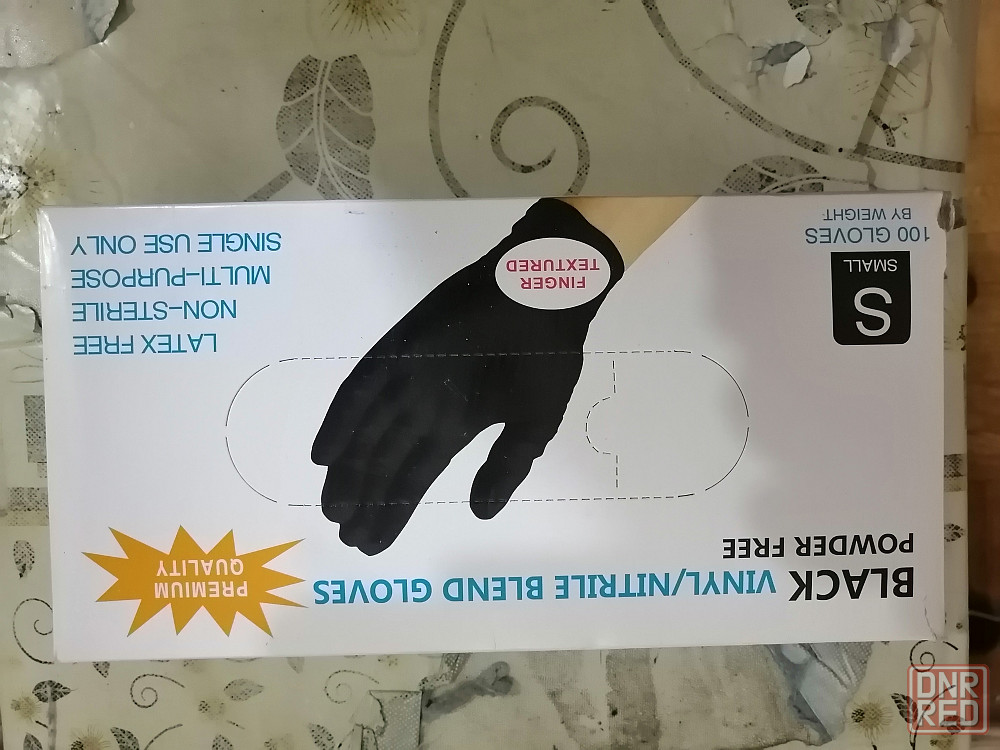 BLACK VINYL/NITRILE BLEND GLOVES
POWDER FREE
PREMIUM
QUALITY
S
SMALL
100 GLOVES
BY WEIGHT
LATEX FREE
NON-STERILE
MULTI-PURPOSE
SINGLE USE ONLY
FINGER
TEXTURED
DNR
RED